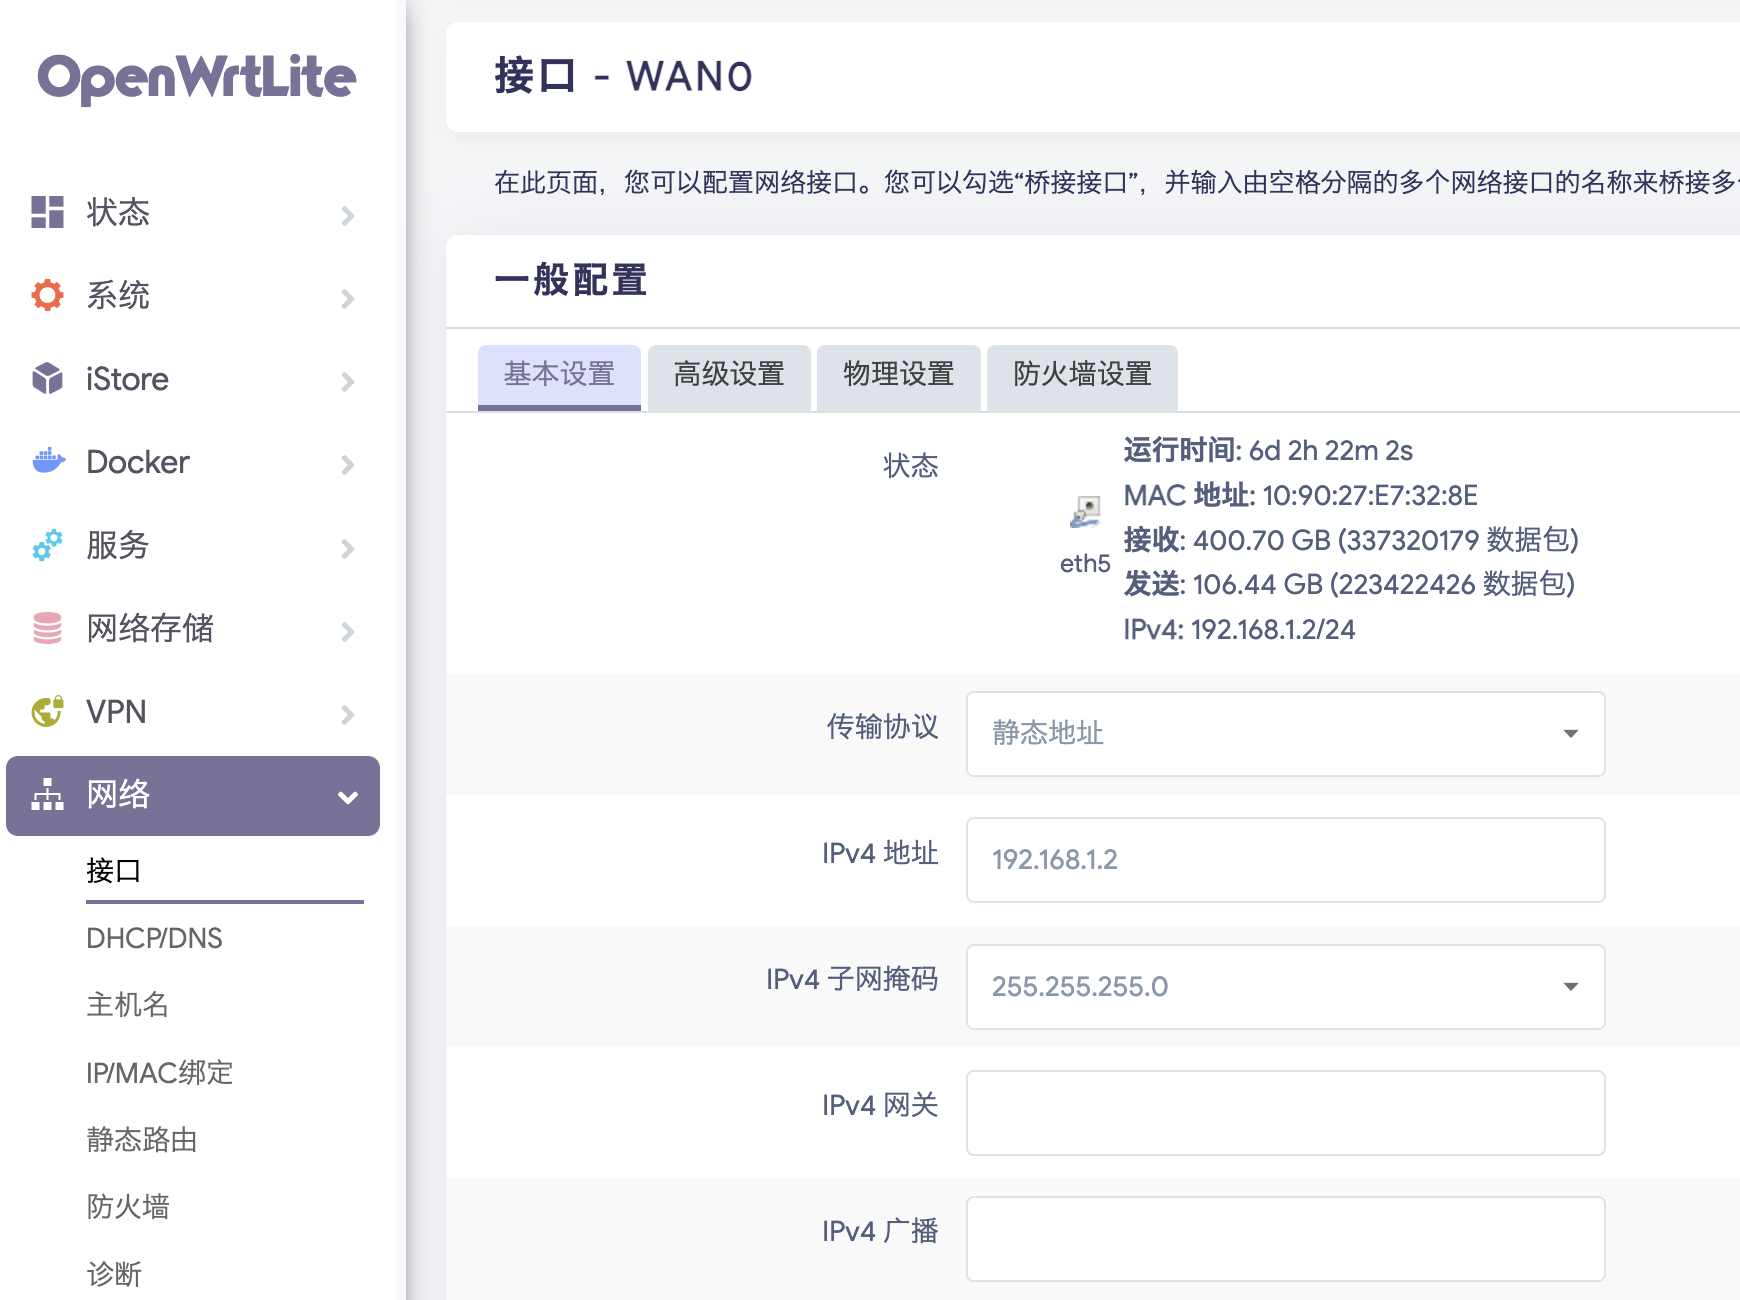 OpenWrtLite
状态
系统
iStore
Docker
服务
网络存储
VPN
网络
接口
DHCP/DNS
主机名
IP/MAC绑定
静态路由
防火墙
诊断
接口 - WAN0
在此页面，您可以配置网络接口。您可以勾选“桥接接口”，并输入由空格分隔的多个网络接口的名称来桥接多
一般配置
基本设置
高级设置
物理设置
防火墙设置
状态
eth5
运行时间: 6d 2h 22m 2s
MAC 地址: 10:90:27:E7:32:8E
接收: 400.70 GB (337320179 数据包)
发送: 106.44 GB (223422426 数据包)
IPv4: 192.168.1.2/24
传输协议
静态地址
IPv4 地址
192.168.1.2
IPv4 子网掩码
255.255.255.0
IPv4 网关
IPv4 广播